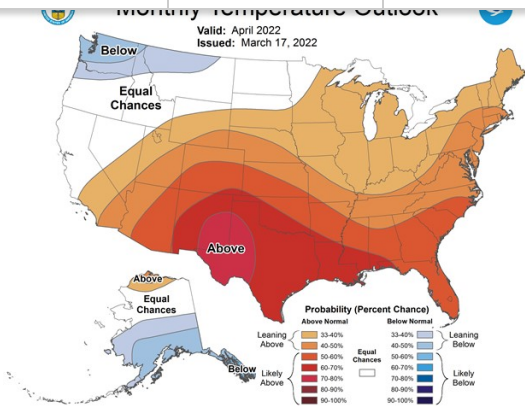 Monthly Temperature Outlook
Valid: April 2022
Issued: March 17, 2022
Below
Equal
Chances
Above
Above
Equal
Chances
Below
Probability (Percent Chance)
Above Normal
Below Normal
Leaning
Above
Likely
Above
33-40%
40-50%
50-60%
60-70%
70-80%
80-90%
90-100%
Equal
Chances
33-40%
40-50%
50-60%
60-70%
70-80%
80-90%
90-100%
Leaning
Below
Likely
Below